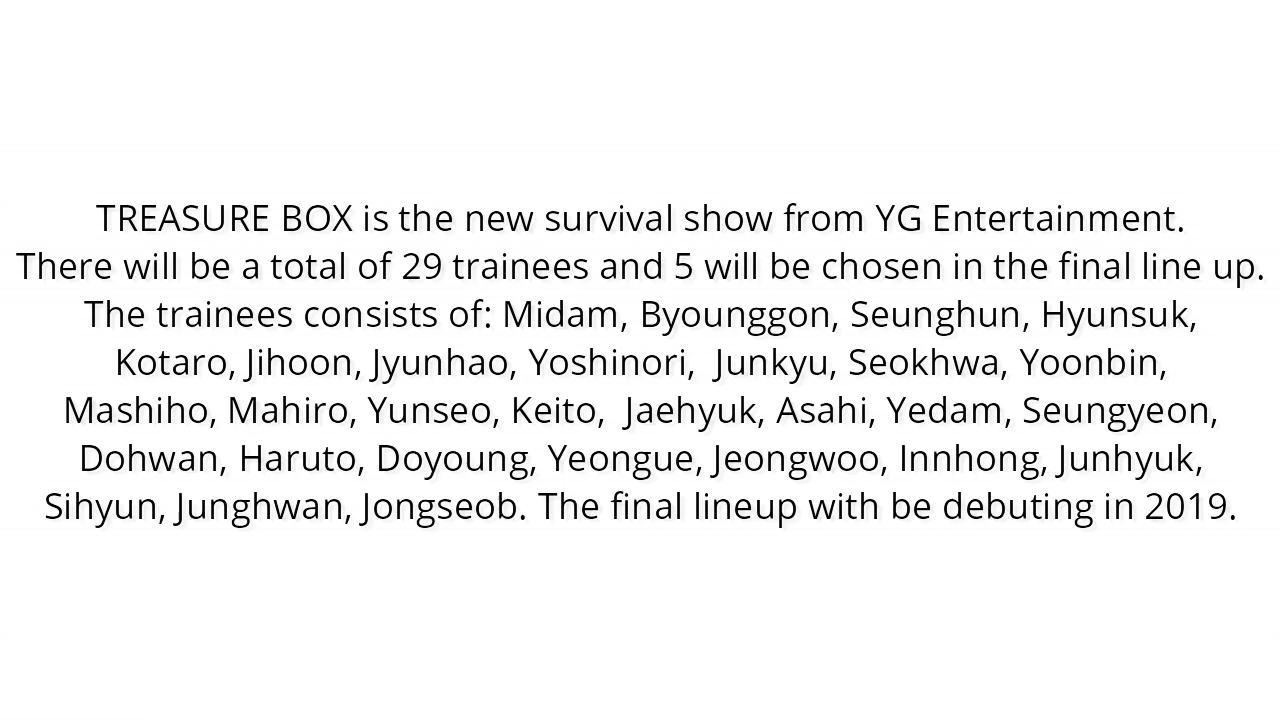 TREASURE BOX is the new survival show from YG Entertainment.
There will be a total of 29 trainees and 5 will be chosen in the final line up.
The trainees consists of: Midam, Byounggon, Seunghun, Hyunsuk,
Kotaro, Jihoon, Jyunhao, Yoshinori,  Junkyu, Seokhwa, Yoonbin,
Mashiho, Mahiro, Yunseo, Keito,  Jaehyuk, Asahi, Yedam, Seungyeon,
Dohwan, Haruto, Doyoung, Yeongue, Jeongwoo, Innhong, Junhyuk,
Sihyun, Junghwan, Jongseob. The final lineup with be debuting in 2019.